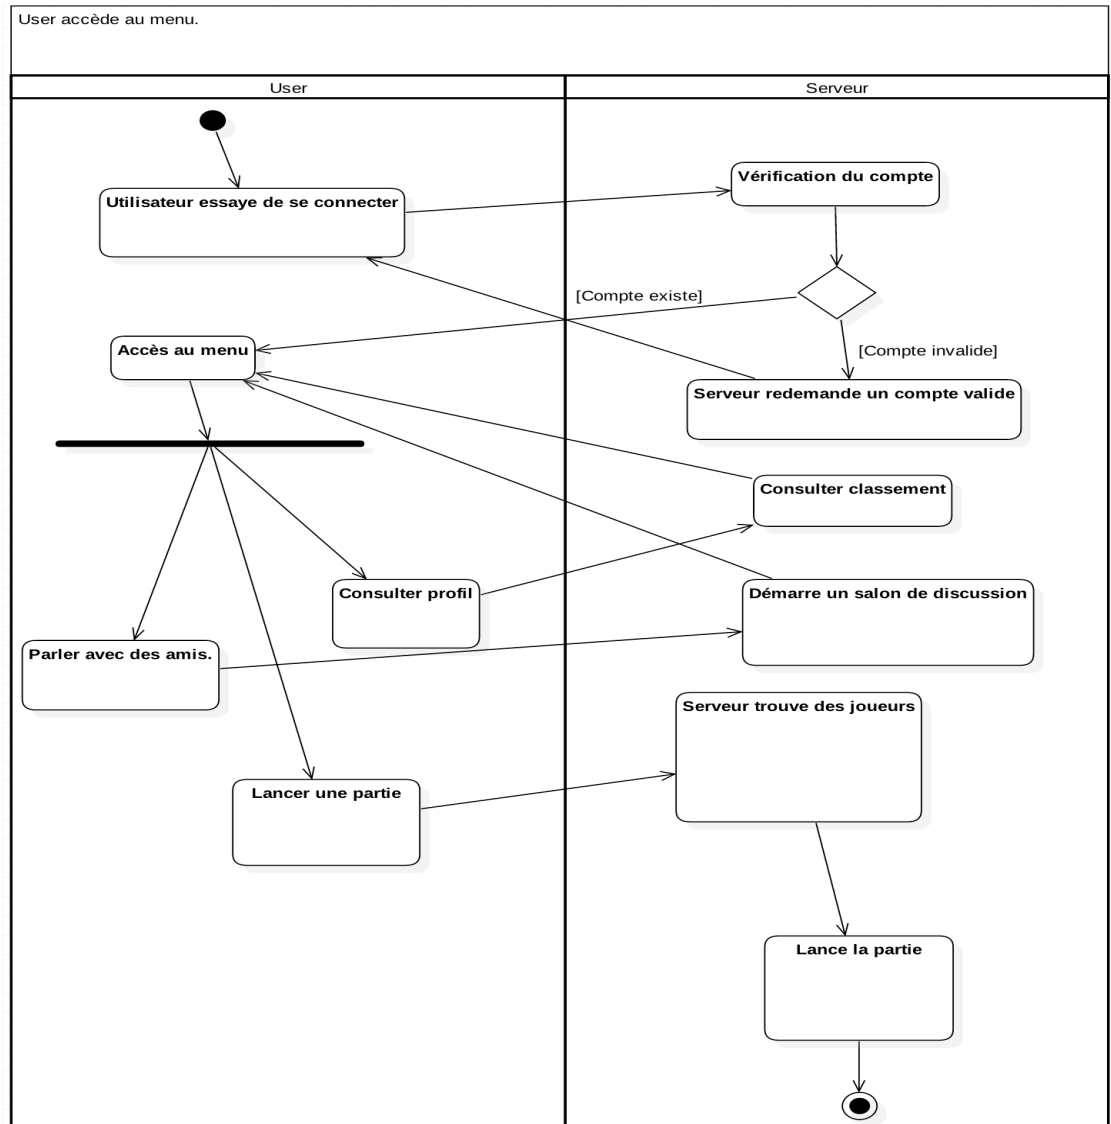 User accède au menu.
User
Serveur
Vérification du compte
Utilisateur essaye de se connecter
[Compte existe]
Accès au menu
[Compte invalide]
Serveur redemande un compte valide
Consulter classement
Consulter profil
Démarre un salon de discussion
Parler avec des amis.
Serveur trouve des joueurs
Lancer une partie
Lance la partie